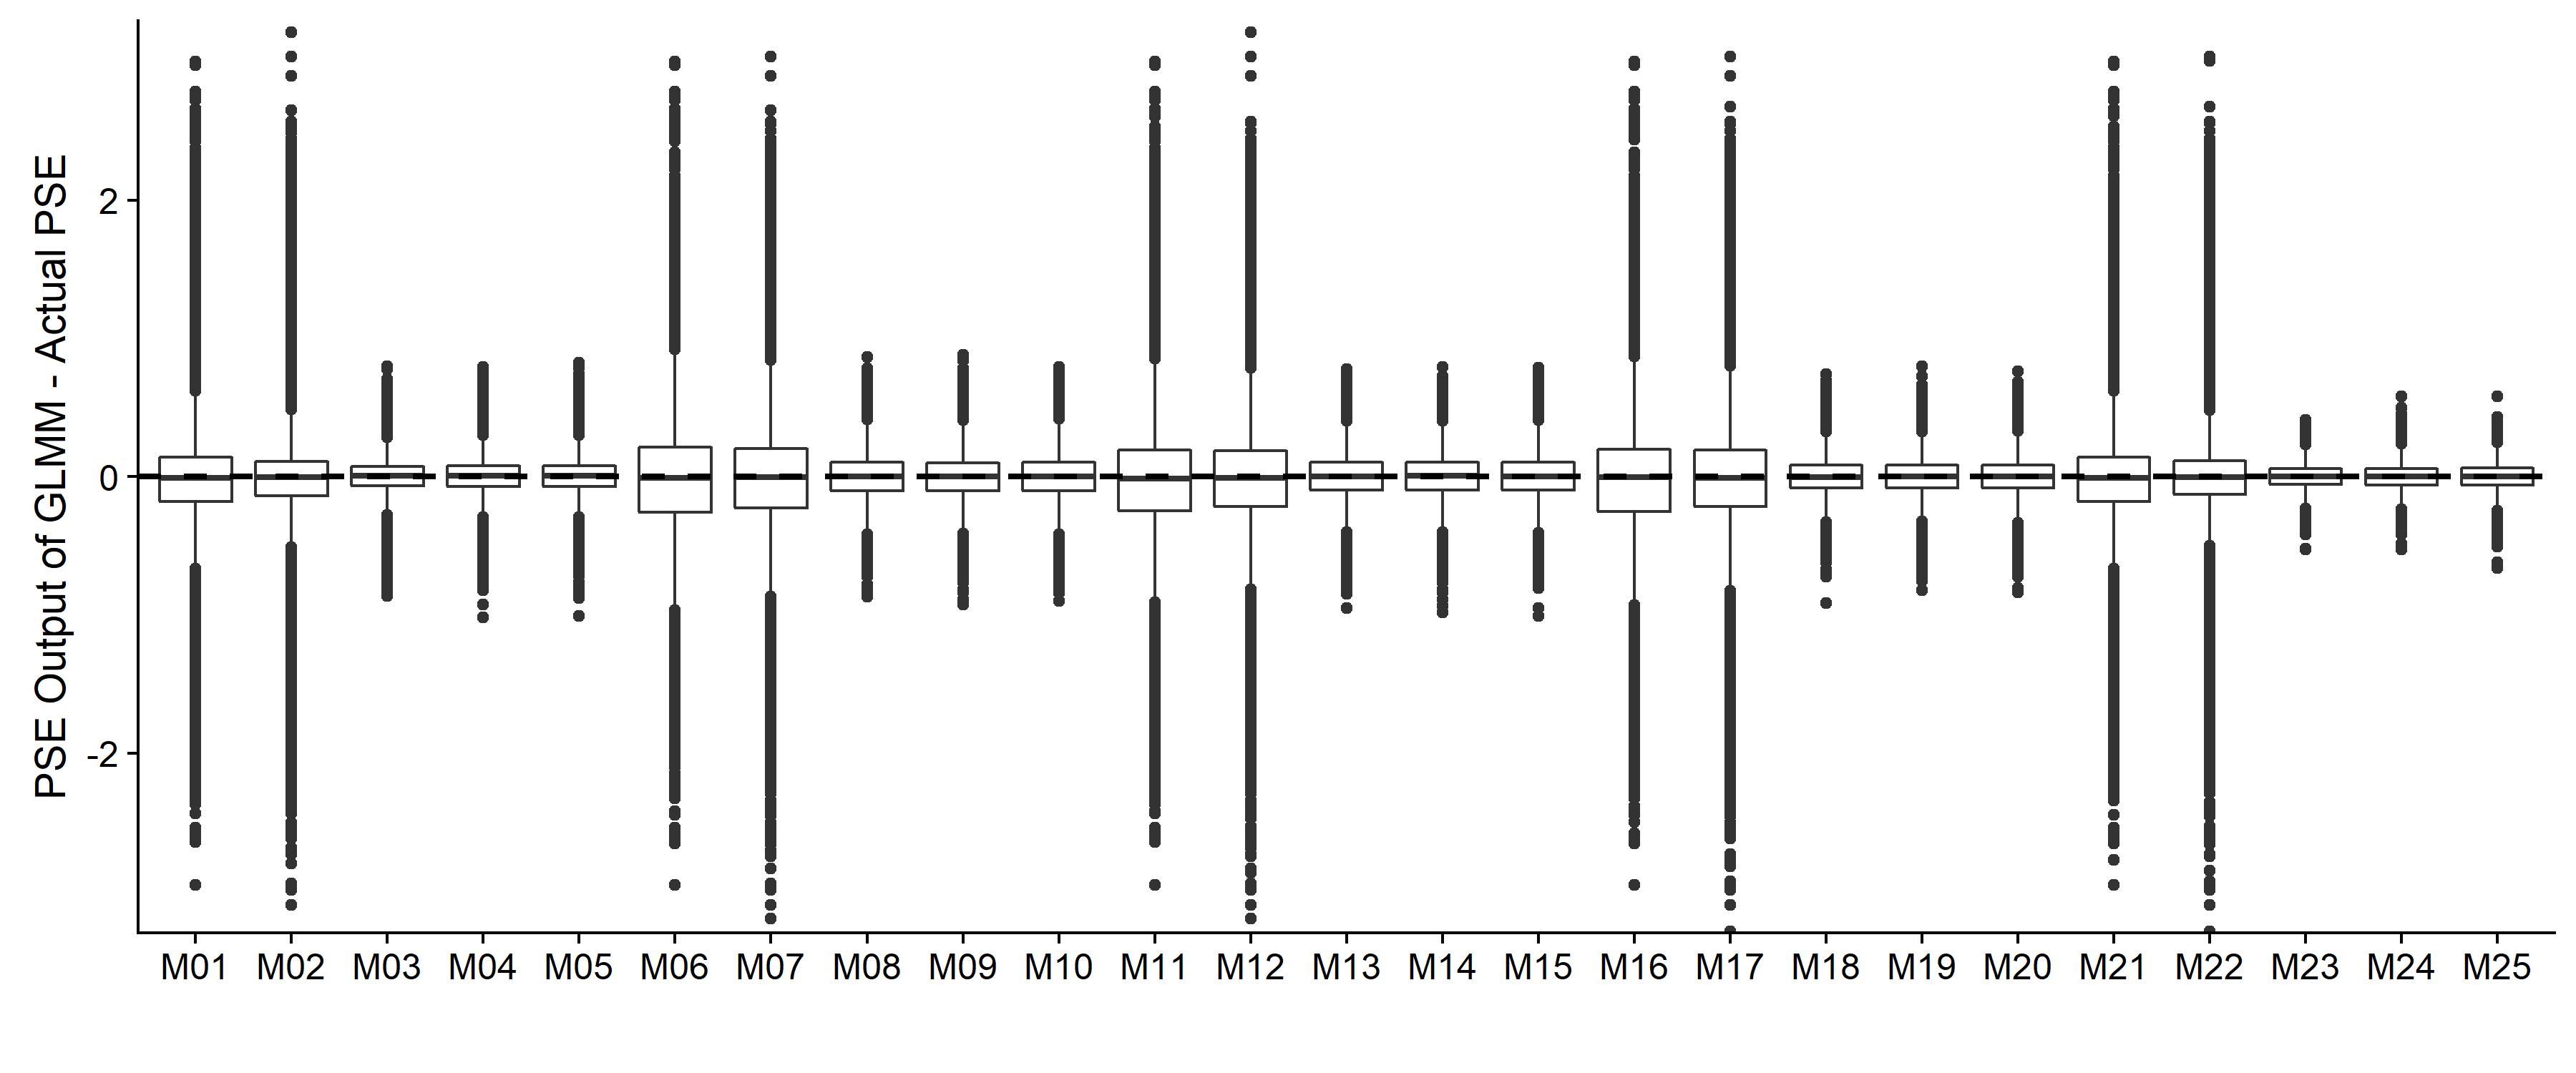 PSE Output of GLMM - Actual PSE
2
0
-2
M01 M02 M03 M04 M05 M06 M07 M08 M09 M10 M11 M12 M13 M14 M15 M16 M17 M18 M19 M20 M21 M22 M23 M24 M25